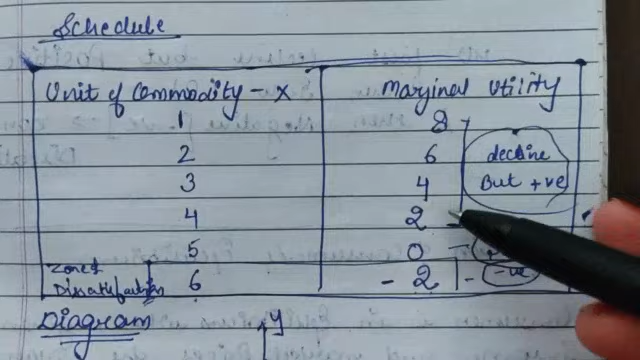 Schedule
Unit of Commodity - X Marginal Utility
1 8
2 6 decline
3 4 But +ve
4 2
5 0
Zone of
Dissatisfaction 6 - 2 - -ve
Diagram
y